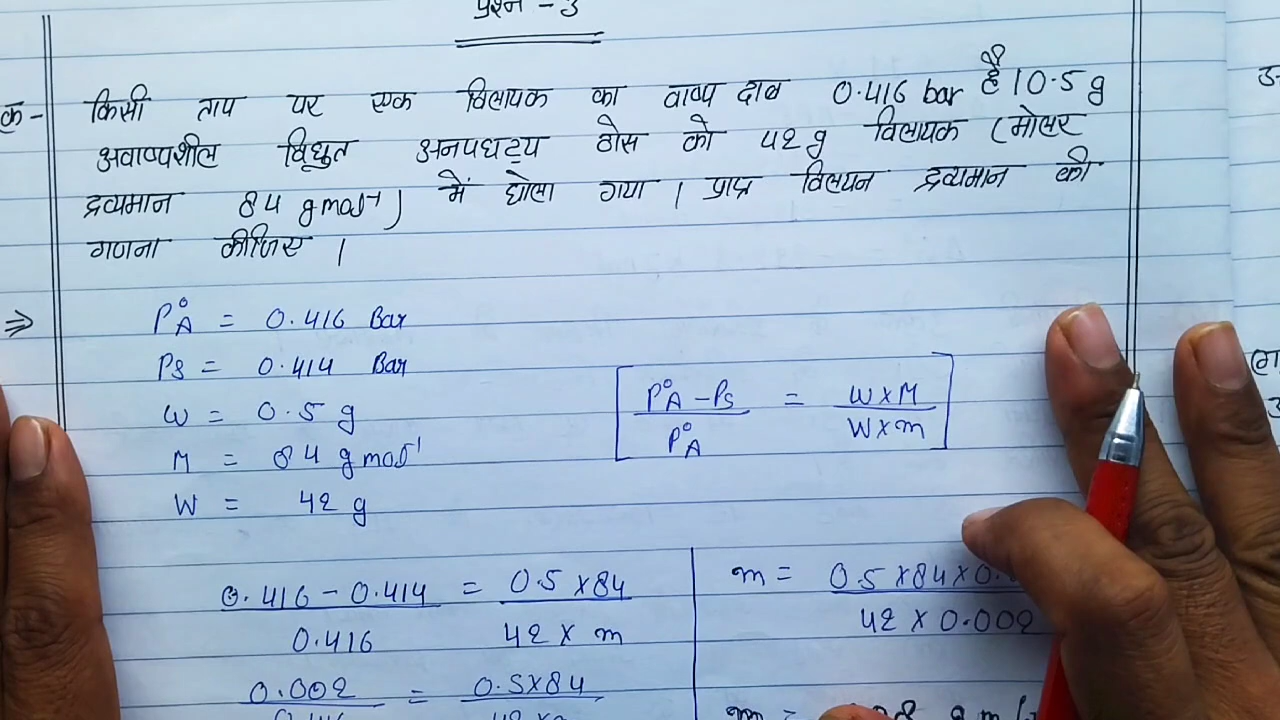 प्रश्न - 3
क - किसी ताप पर एक विलायक का वाष्प दाब 0.416 bar है। 0.5 g
अवाष्पशील विधुत अनपघट्य ठोस को 42 g विलायक (मोलर
द्रव्यमान 84 g mol⁻¹) में घोला गया। प्राप्त विलयन द्रव्यमान की
गणना कीजिए।
⇒ P°A = 0.416 Bar
Ps = 0.414 Bar
w = 0.5 g
M = 84 g mol⁻¹
W = 42 g
P°A - Ps / P°A = w x M / W x m
0.416 - 0.414 / 0.416 = 0.5 x 84 / 42 x m
0.002 = 0.5x84
m = 0.5 x 84 x 0.
42 x 0.002
m =